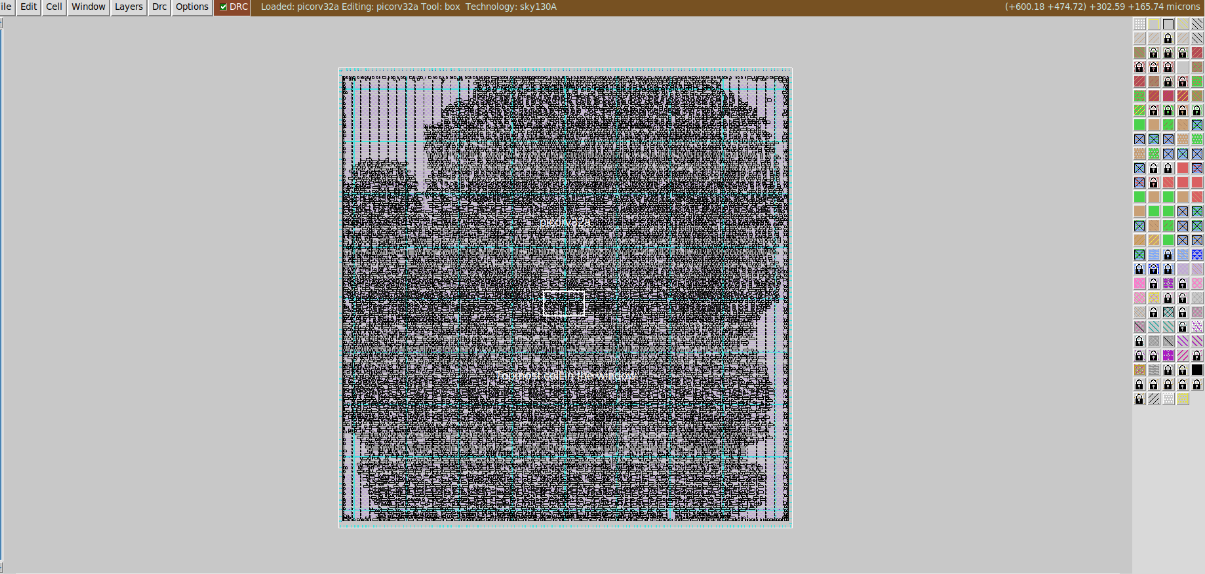 ile Edit Cell Window Layers Drc Options DRC Loaded: picorv32a Editing: picorv32a Tool: box Technology: sky130A (+600.18 +474.72) +302.59 +165.74 microns
picorv32a
Topmost cell in the window